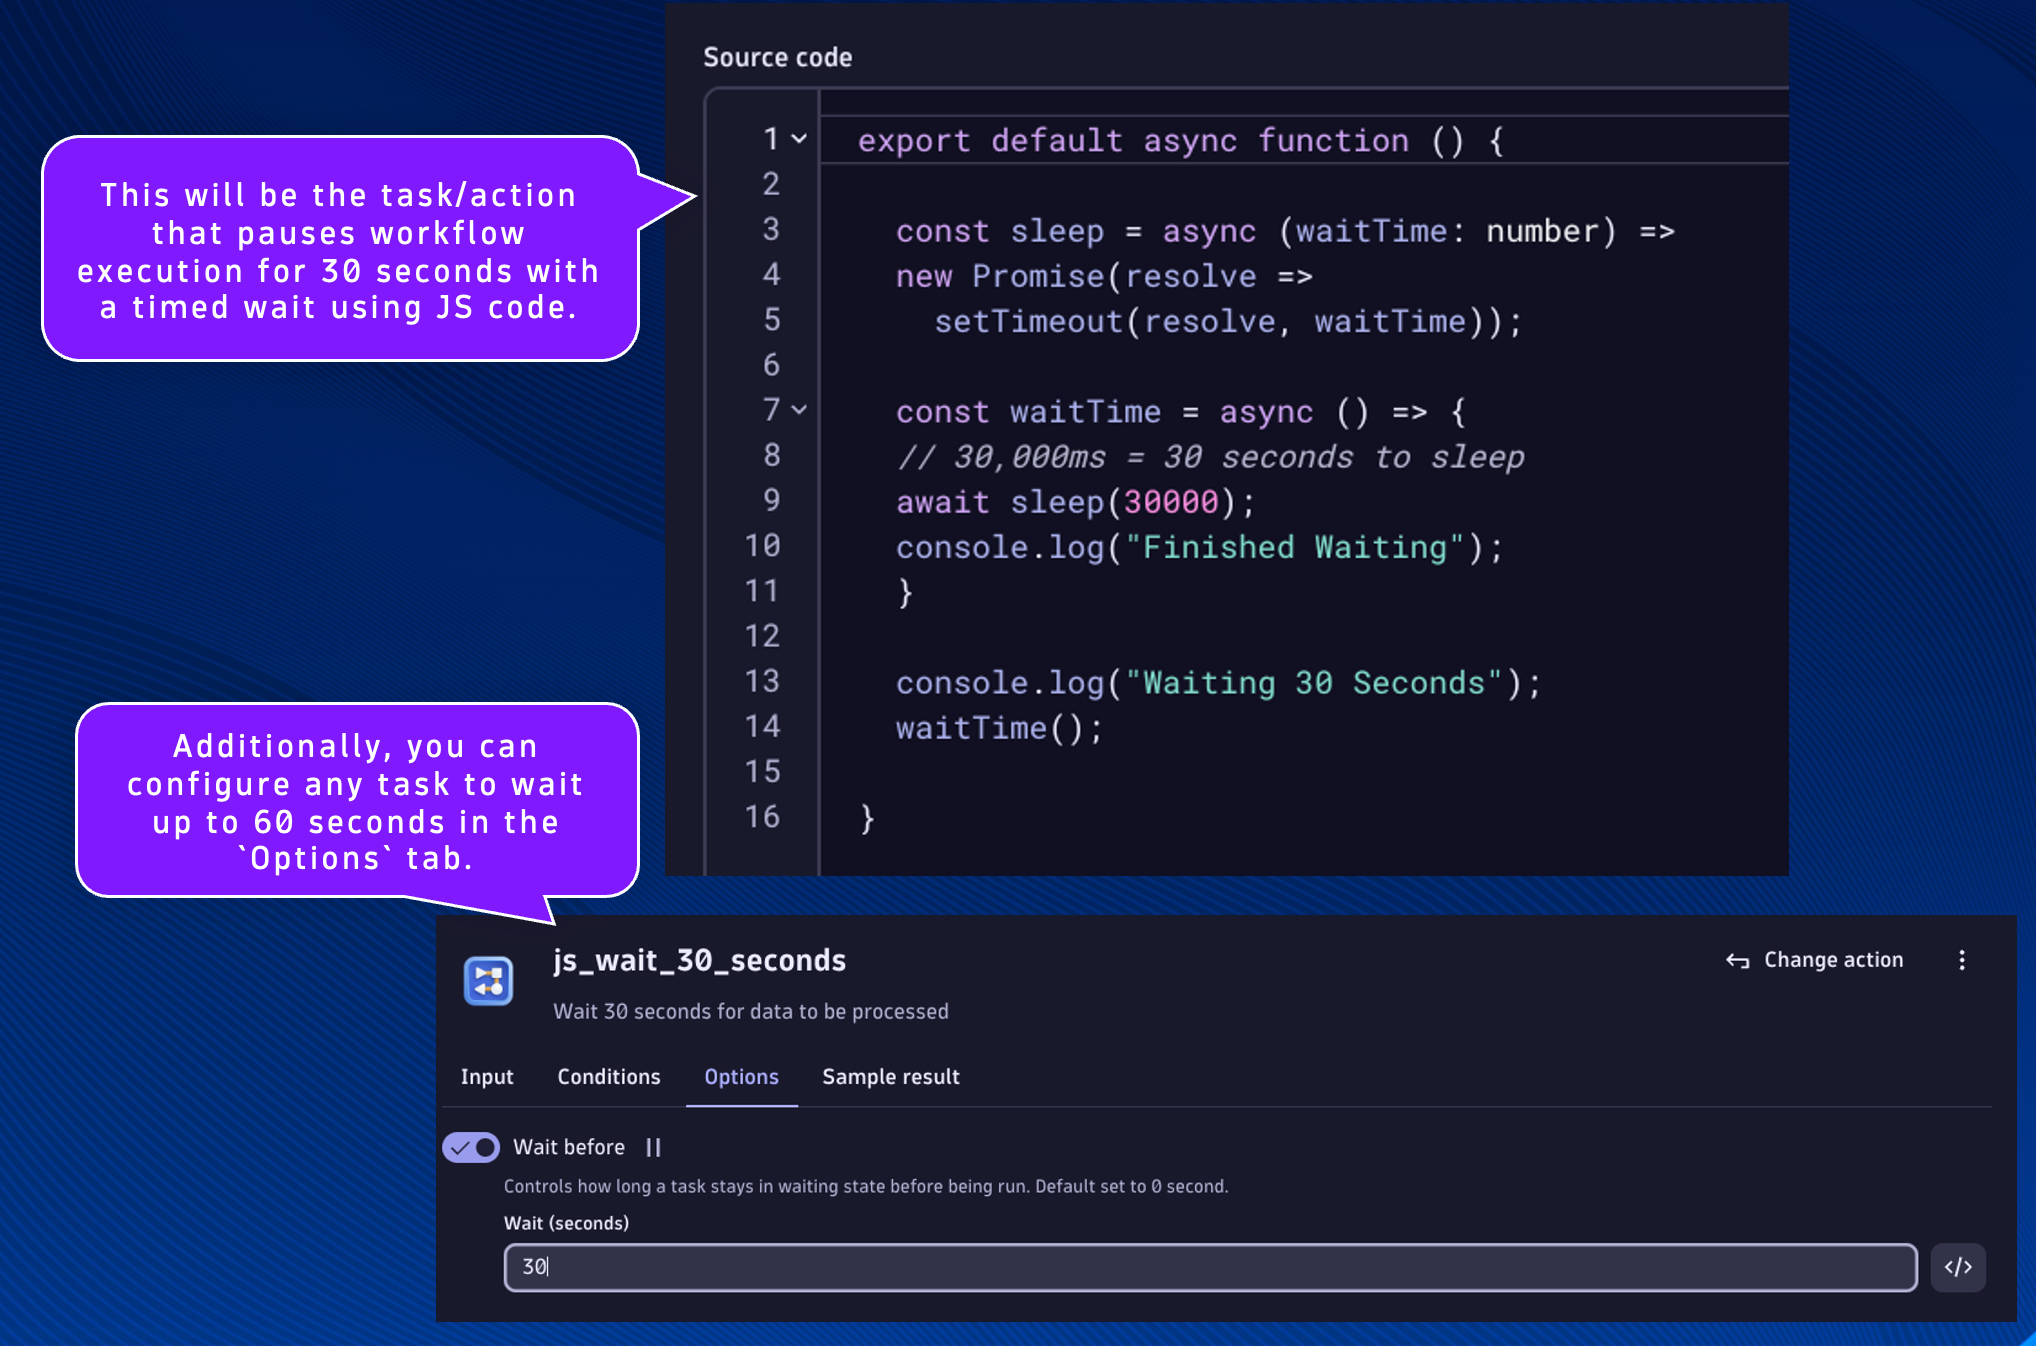 Source code
This will be the task/action
that pauses workflow
execution for 30 seconds with
a timed wait using JS code.
1 export default async function () {
2
3 const sleep = async (waitTime: number) =>
4 new Promise(resolve =>
5 setTimeout(resolve, waitTime));
6
7 const waitTime = async () => {
8 // 30,000ms = 30 seconds to sleep
9 await sleep(30000);
10 console.log("Finished Waiting");
11 }
12
13 console.log("Waiting 30 Seconds");
14 waitTime();
15
16 }
Additionally, you can
configure any task to wait
up to 60 seconds in the
`Options` tab.
js_wait_30_seconds
Change action
Wait 30 seconds for data to be processed
Input Conditions Options Sample result
Wait before
Controls how long a task stays in waiting state before being run. Default set to 0 second.
Wait (seconds)
30
</>